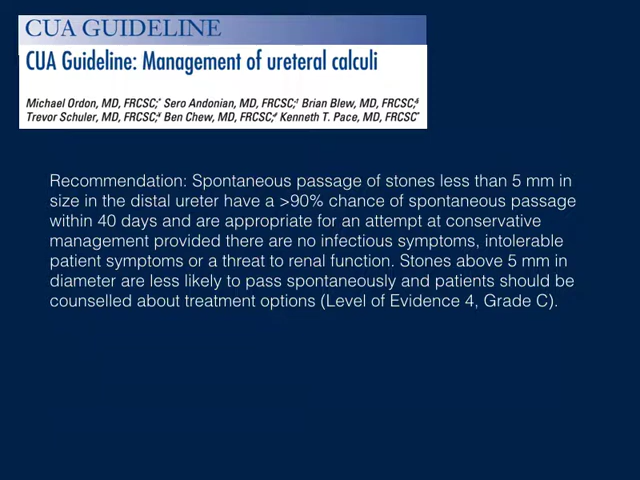 CUA GUIDELINE
CUA Guideline: Management of ureteral calculi
Michael Ordon, MD, FRCSC;* Sero Andonian, MD, FRCSC;† Brian Blew, MD, FRCSC;§
Trevor Schuler, MD, FRCSC;¥ Ben Chew, MD, FRCSC;≠ Kenneth T. Pace, MD, FRCSC*
Recommendation: Spontaneous passage of stones less than 5 mm in
size in the distal ureter have a >90% chance of spontaneous passage
within 40 days and are appropriate for an attempt at conservative
management provided there are no infectious symptoms, intolerable
patient symptoms or a threat to renal function. Stones above 5 mm in
diameter are less likely to pass spontaneously and patients should be
counselled about treatment options (Level of Evidence 4, Grade C).